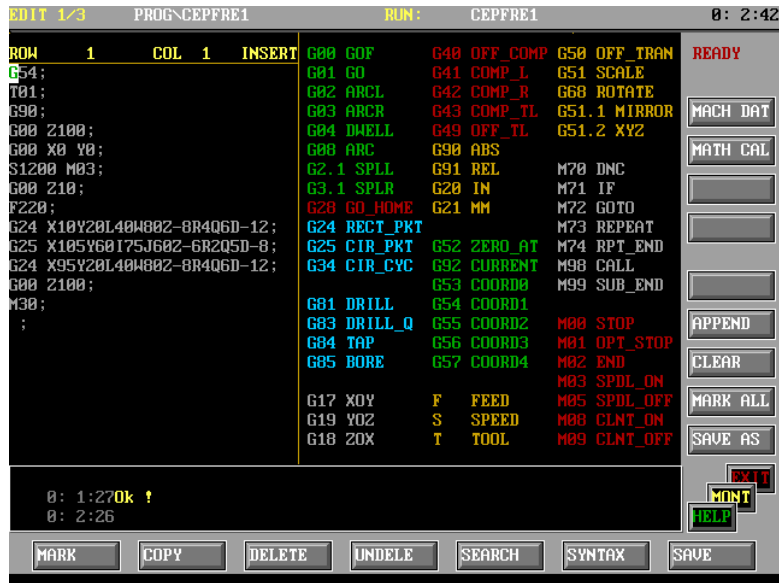 EDIT 1/3 PROG\CEPFRE1 RUN: CEPFRE1 0: 2:42
ROW 1 COL 1 INSERT
G54;
T01;
G90;
G00 Z100;
G00 X0 Y0;
S1200 M03;
G00 Z10;
F220;
G24 X10Y20L40W80Z-8R4Q6D-12;
G25 X105Y60I75J60Z-6R2Q5D-8;
G24 X95Y20L40W80Z-8R4Q6D-12;
G00 Z100;
M30;
;
G00 GOF
G01 GO
G02 ARCL
G03 ARCR
G04 DWELL
G08 ARC
G2.1 SPLL
G3.1 SPLR
G28 GO_HOME
G24 RECT_PKT
G25 CIR_PKT
G34 CIR_CYC
G81 DRILL
G83 DRILL_Q
G84 TAP
G85 BORE
G17 XOY
G19 YOZ
G18 ZOX
G40 OFF_COMP
G41 COMP_L
G42 COMP_R
G43 COMP_TL
G49 OFF_TL
G90 ABS
G91 REL
G20 IN
G21 MM
G52 ZERO_AT
G92 CURRENT
G53 COORD0
G54 COORD1
G55 COORD2
G56 COORD3
G57 COORD4
F FEED
S SPEED
T TOOL
G50 OFF_TRAN
G51 SCALE
G68 ROTATE
G51.1 MIRROR
G51.2 XYZ
M70 DNC
M71 IF
M72 GOTO
M73 REPEAT
M74 RPT_END
M98 CALL
M99 SUB_END
M00 STOP
M01 OPT_STOP
M02 END
M03 SPDL_ON
M05 SPDL_OFF
M08 CLNT_ON
M09 CLNT_OFF
READY
MACH DAT
MATH CAL
APPEND
CLEAR
MARK ALL
SAVE AS
EXIT
MONT
HELP
0: 1:27Ok !
0: 2:26
MARK COPY DELETE UNDELE SEARCH SYNTAX SAVE